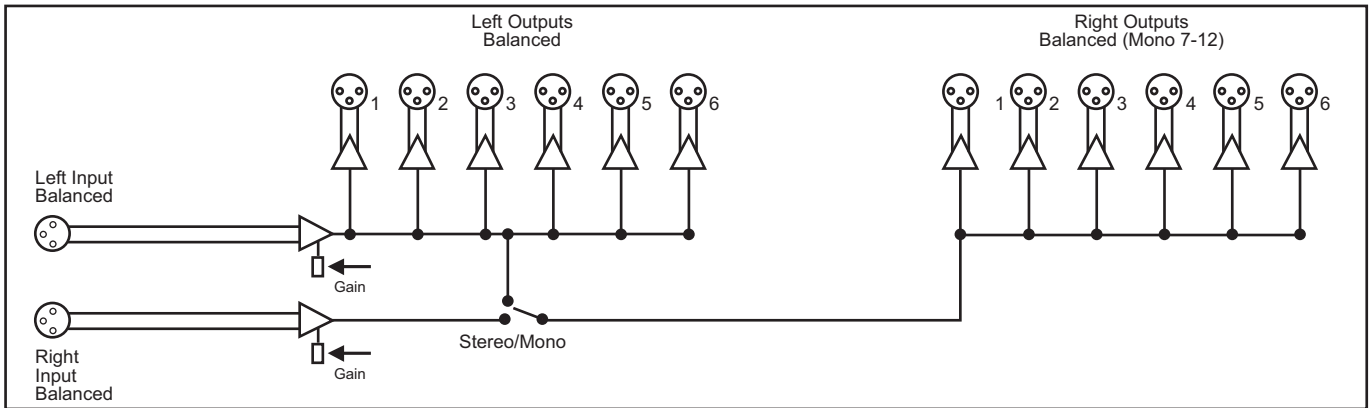 Left Outputs
Balanced
Right Outputs
Balanced (Mono 7-12)
1 2 3 4 5 6
1 2 3 4 5 6
Left Input
Balanced
Gain
Stereo/Mono
Right
Input
Balanced
Gain